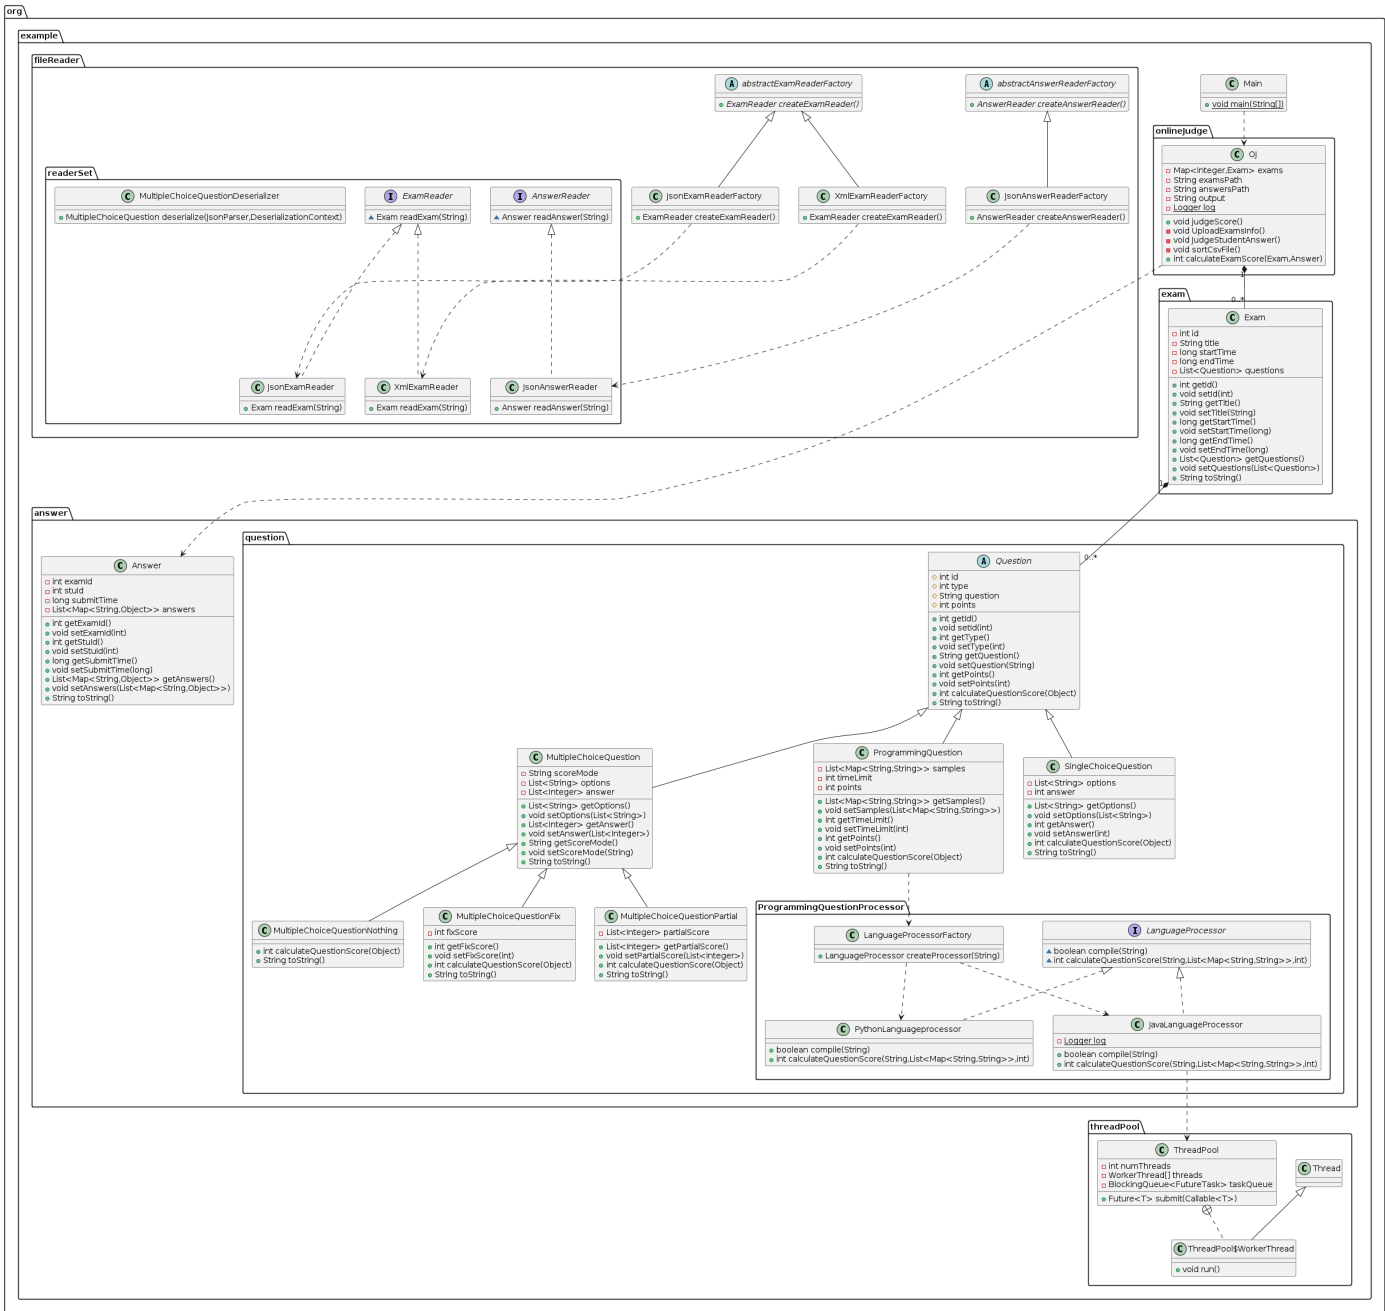 org
example
fileReader
A abstractExamReaderFactory
ExamReader createExamReader()
A abstractAnswerReaderFactory
AnswerReader createAnswerReader()
C Main
void main(String[])
onlineJudge
C OJ
Map<Integer,Exam> exams
String examsPath
String answersPath
String output
Logger log
void judgeScore()
void UploadExamsInfo()
void JudgeStudentAnswer()
void sortCsvFile()
int calculateExamScore(Exam,Answer)
readerSet
C MultipleChoiceQuestionDeserializer
MultipleChoiceQuestion deserialize(JsonParser,DeserializationContext)
I ExamReader
Exam readExam(String)
I AnswerReader
Answer readAnswer(String)
C JsonExamReaderFactory
ExamReader createExamReader()
C XmlExamReaderFactory
ExamReader createExamReader()
C JsonAnswerReaderFactory
AnswerReader createAnswerReader()
1
0..*
exam
C Exam
int id
String title
long startTime
long endTime
List<Question> questions
int getId()
void setId(int)
String getTitle()
void setTitle(String)
long getStartTime()
void setStartTime(long)
long getEndTime()
void setEndTime(long)
List<Question> getQuestions()
void setQuestions(List<Question>)
String toString()
C JsonExamReader
Exam readExam(String)
C XmlExamReader
Exam readExam(String)
C JsonAnswerReader
Answer readAnswer(String)
1
0..*
answer
C Answer
int examId
int stuId
long submitTime
List<Map<String,Object>> answers
int getExamId()
void setExamId(int)
int getStuId()
void setStuId(int)
long getSubmitTime()
void setSubmitTime(long)
List<Map<String,Object>> getAnswers()
void setAnswers(List<Map<String,Object>>)
String toString()
question
A Question
int id
int type
String question
int points
int getId()
void setId(int)
int getType()
void setType(int)
String getQuestion()
void setQuestion(String)
int getPoints()
void setPoints(int)
int calculateQuestionScore(Object)
String toString()
C MultipleChoiceQuestion
String scoreMode
List<String> options
List<Integer> answer
List<String> getOptions()
void setOptions(List<String>)
List<Integer> getAnswer()
void setAnswer(List<Integer>)
String getScoreMode()
void setScoreMode(String)
String toString()
C ProgrammingQuestion
List<Map<String,String>> samples
int timeLimit
int points
List<Map<String,String>> getSamples()
void setSamples(List<Map<String,String>>)
int getTimeLimit()
void setTimeLimit(int)
int getPoints()
void setPoints(int)
int calculateQuestionScore(Object)
String toString()
C SingleChoiceQuestion
List<String> options
int answer
List<String> getOptions()
void setOptions(List<String>)
int getAnswer()
void setAnswer(int)
int calculateQuestionScore(Object)
String toString()
C MultipleChoiceQuestionNothing
int calculateQuestionScore(Object)
String toString()
C MultipleChoiceQuestionFix
int fixScore
int getFixScore()
void setFixScore(int)
int calculateQuestionScore(Object)
String toString()
C MultipleChoiceQuestionPartial
List<Integer> partialScore
List<Integer> getPartialScore()
void setPartialScore(List<Integer>)
int calculateQuestionScore(Object)
String toString()
ProgrammingQuestionProcessor
C LanguageProcessorFactory
LanguageProcessor createProcessor(String)
I LanguageProcessor
boolean compile(String)
int calculateQuestionScore(String,List<Map<String,String>>,int)
C PythonLanguageprocessor
boolean compile(String)
int calculateQuestionScore(String,List<Map<String,String>>,int)
C JavaLanguageProcessor
Logger log
boolean compile(String)
int calculateQuestionScore(String,List<Map<String,String>>,int)
threadPool
C ThreadPool
int numThreads
WorkerThread[] threads
BlockingQueue<FutureTask> taskQueue
Future<T> submit(Callable<T>)
C Thread
C ThreadPool$WorkerThread
void run()